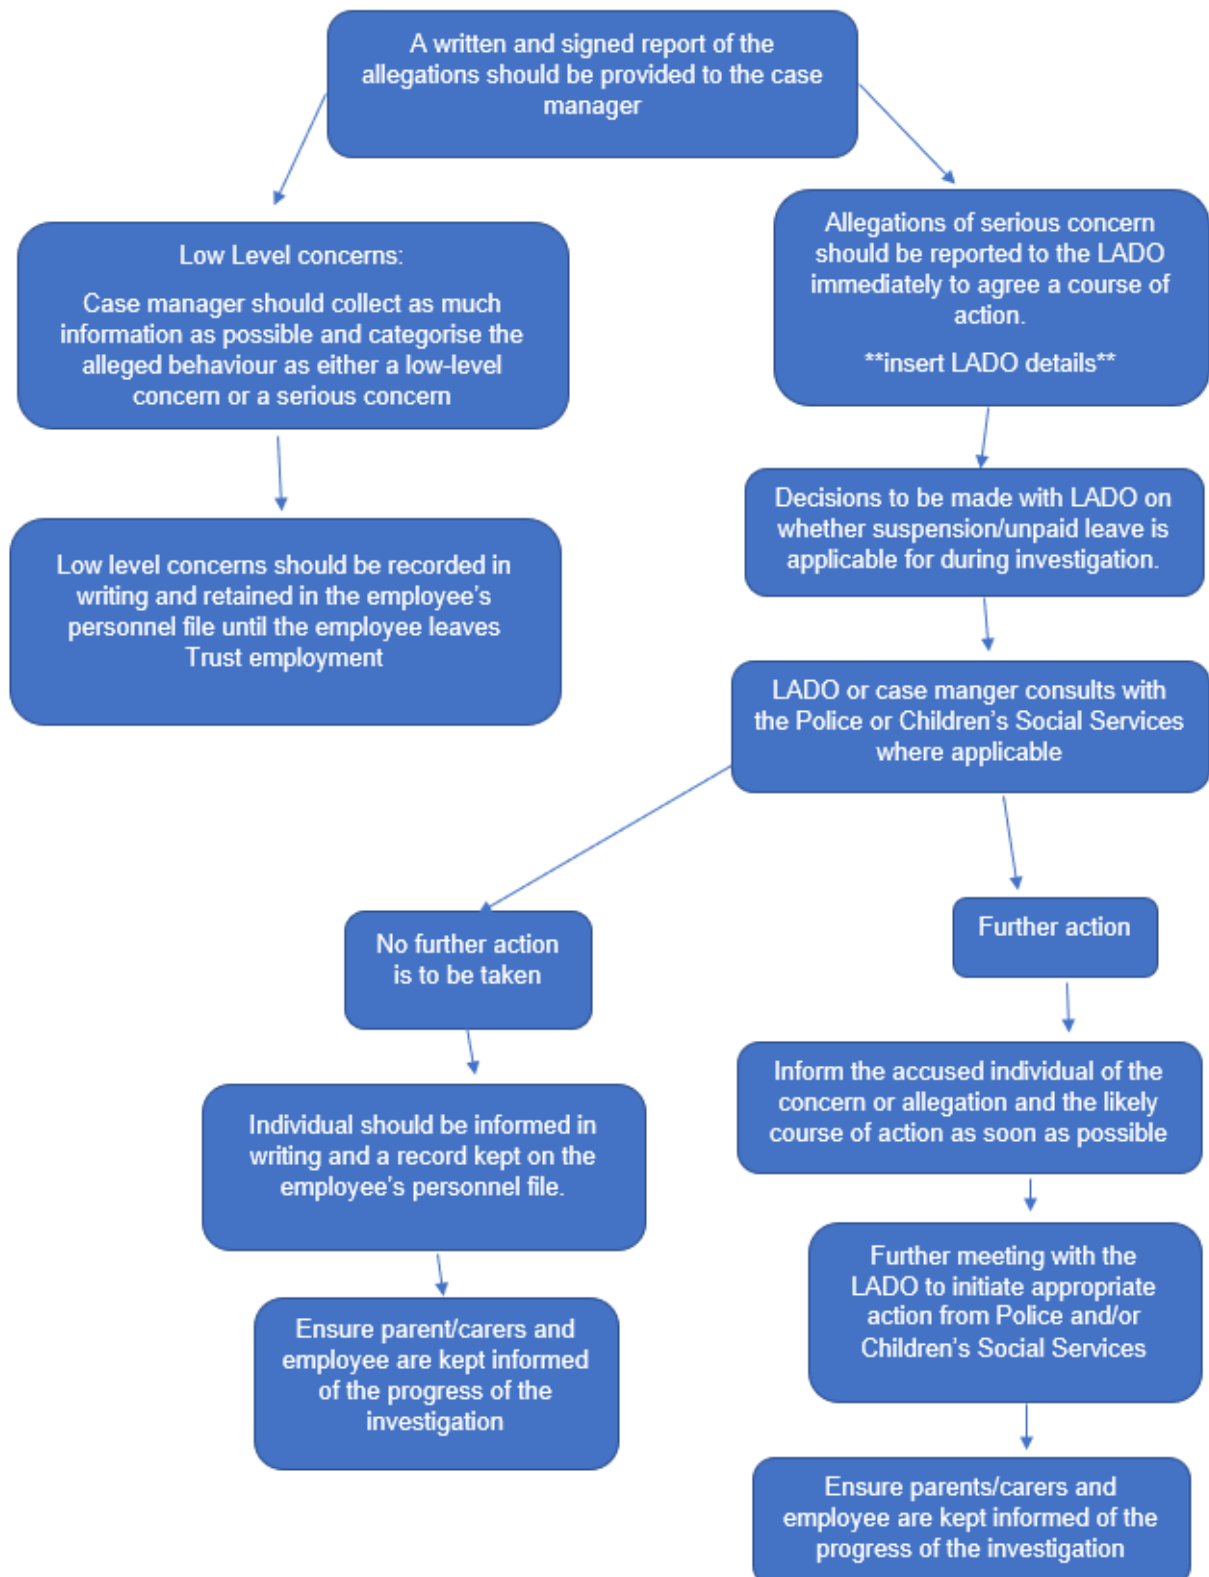 A written and signed report of the
allegations should be provided to the case
manager
Low Level concerns:
Case manager should collect as much
information as possible and categorise the
alleged behaviour as either a low-level
concern or a serious concern
Low level concerns should be recorded in
writing and retained in the employee's
personnel file until the employee leaves
Trust employment
Allegations of serious concern
should be reported to the LADO
immediately to agree a course of
action.
**insert LADO details**
Decisions to be made with LADO on
whether suspension/unpaid leave is
applicable for during investigation.
LADO or case manger consults with
the Police or Children's Social Services
where applicable
No further action
is to be taken
Individual should be informed in
writing and a record kept on the
employee's personnel file.
Ensure parent/carers and
employee are kept informed
of the progress of the
investigation
Further action
Inform the accused individual of the
concern or allegation and the likely
course of action as soon as possible
Further meeting with the
LADO to initiate appropriate
action from Police and/or
Children's Social Services
Ensure parents/carers and
employee are kept informed of the
progress of the investigation